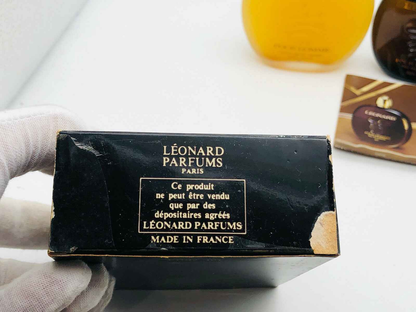 LÉONARD
PARFUMS
PARIS
Ce produit
ne peut être vendu
que par des
dépositaires agréés
LÉONARD PARFUMS
MADE IN FRANCE